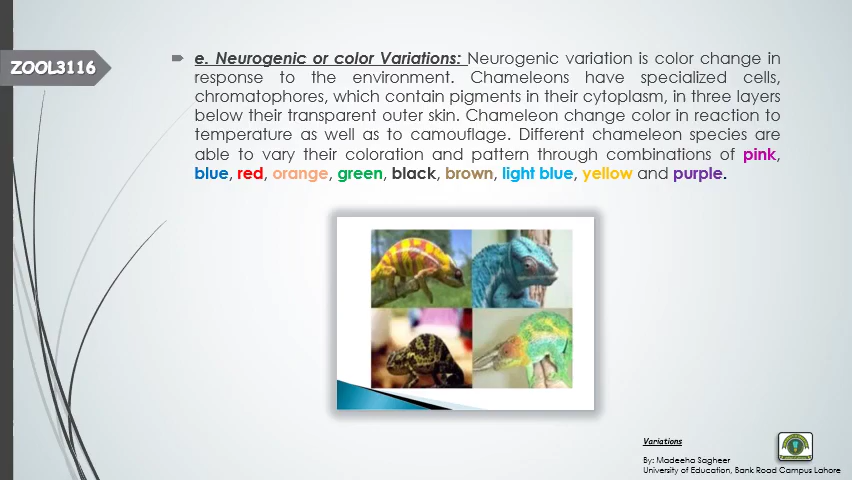 ZOOL3116
e. Neurogenic or color Variations: Neurogenic variation is color change in
response to the environment. Chameleons have specialized cells,
chromatophores, which contain pigments in their cytoplasm, in three layers
below their transparent outer skin. Chameleon change color in reaction to
temperature as well as to camouflage. Different chameleon species are
able to vary their coloration and pattern through combinations of pink,
blue, red, orange, green, black, brown, light blue, yellow and purple.
Variations
By: Madeeha Sagheer
University of Education, Bank Road Campus Lahore